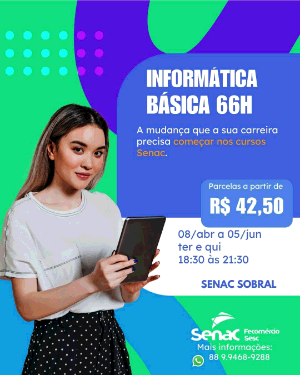 INFORMÁTICA
BÁSICA 66H
A mudança que a sua carreira
precisa começar nos cursos
Senac.
Parcelas a partir de
R$ 42,50
08/abr a 05/jun
ter e qui
18:30 às 21:30
SENAC SOBRAL
Senac Fecomércio
Sesc
Mais informações:
88 9.9468-9288